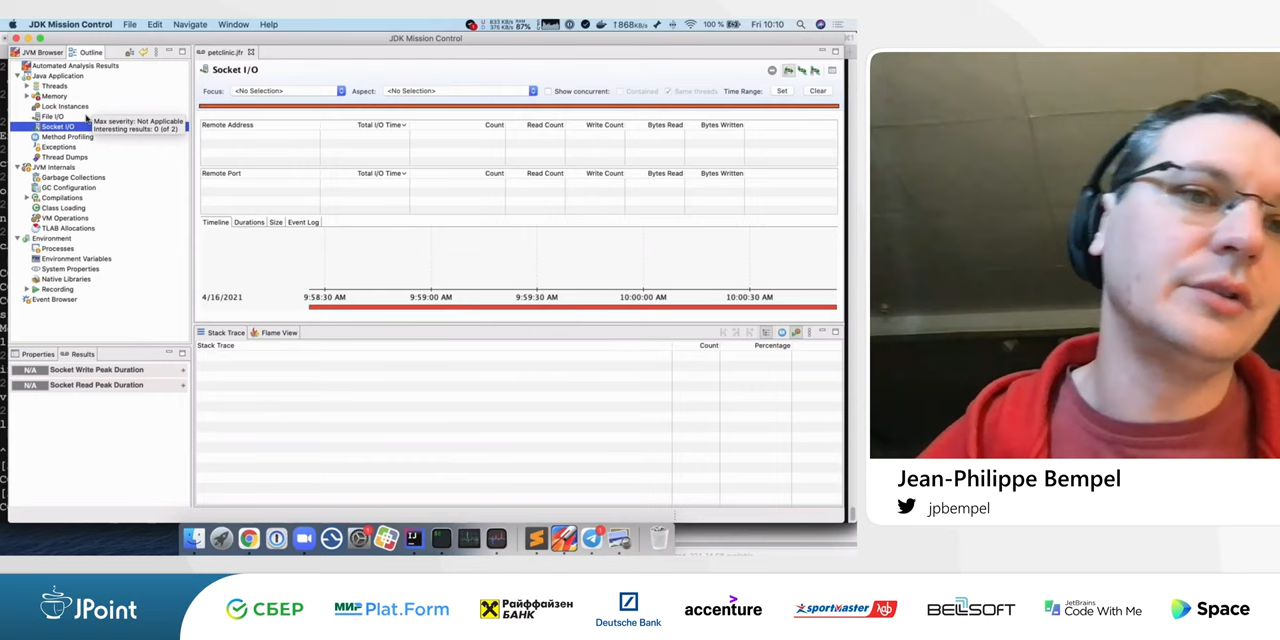 JDK Mission Control File Edit Navigate Window Help
87% 868KB/s 100 % Fri 10:10
JDK Mission Control
JVM Browser Outline
petclinic.jfr
Automated Analysis Results
Java Application
Threads
Memory
Lock Instances
File I/O
Socket I/O
Max severity: Not Applicable
Interesting results: 0 (of 2)
Method Profiling
Exceptions
Thread Dumps
JVM Internals
Garbage Collections
GC Configuration
Compilations
Class Loading
VM Operations
TLAB Allocations
Environment
Processes
Environment Variables
System Properties
Native Libraries
Recording
Event Browser
Socket I/O
Focus: <No Selection> Aspect: <No Selection> Show concurrent: Contained Same threads Time Range: Set Clear
Remote Address Total I/O Time Count Read Count Write Count Bytes Read Bytes Written
Remote Port Total I/O Time Count Read Count Write Count Bytes Read Bytes Written
Timeline Durations Size Event Log
4/16/2021 9:58:30 AM 9:59:00 AM 9:59:30 AM 10:00:00 AM 10:00:30 AM
Stack Trace Flame View
Stack Trace Count Percentage
Properties Results
N/A Socket Write Peak Duration
N/A Socket Read Peak Duration
Jean-Philippe Bempel
jpbempel
JPoint
СБЕР
МИР Plat.Form
Райффайзен
БАНК
Deutsche Bank
accenture
sportmaster lab
BELLSOFT
JetBrains
Code With Me
Space